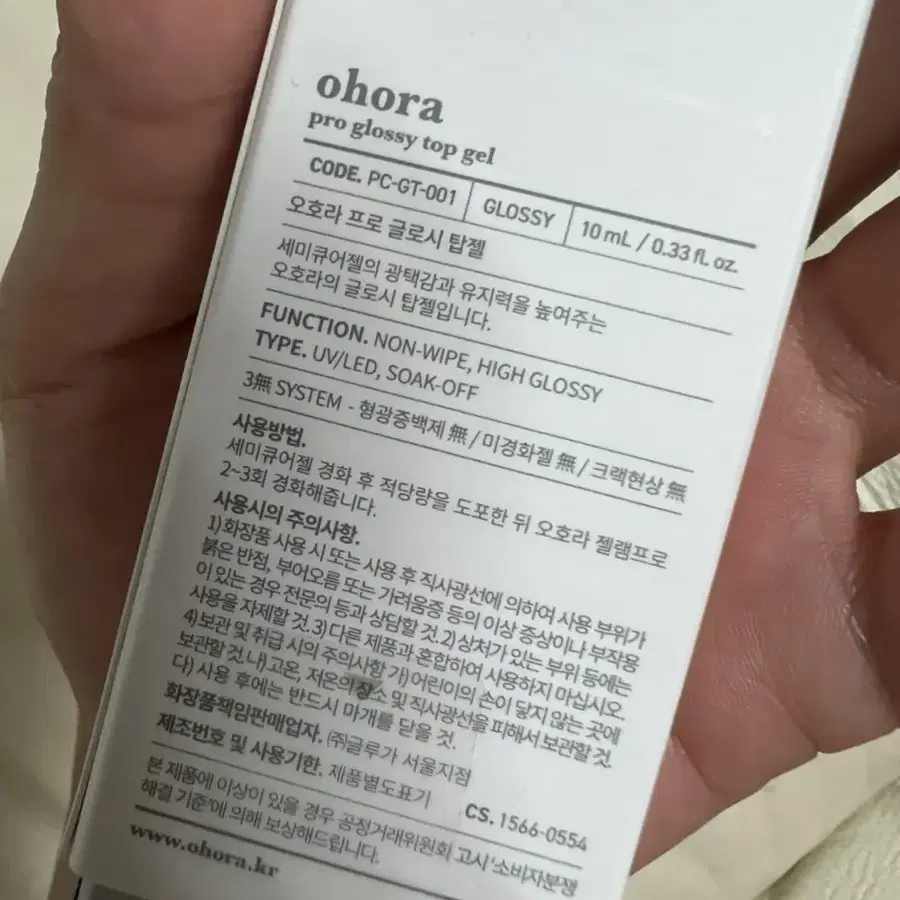 ohora
pro glossy top gel
CODE. PC-GT-001 GLOSSY 10 mL / 0.33 fl. oz.
오호라 프로 글로시 탑젤
세미큐어젤의 광택감과 유지력을 높여주는
오호라의 글로시 탑젤입니다.
FUNCTION. NON-WIPE, HIGH GLOSSY
TYPE. UV/LED, SOAK-OFF
3無 SYSTEM - 형광증백제 無 / 미경화젤 無 / 크랙현상 無
사용방법.
세미큐어젤 경화 후 적당량을 도포한 뒤 오호라 젤램프로
2~3회 경화해줍니다.
사용시의 주의사항.
1) 화장품 사용 시 또는 사용 후 직사광선에 의하여 사용 부위가
붉은 반점, 부어오름 또는 가려움증 등의 이상 증상이나 부작용
이 있는 경우 전문의 등과 상담할 것. 2) 상처가 있는 부위 등에는
사용을 자제할 것. 3) 다른 제품과 혼합하여 사용하지 마십시오.
4) 보관 및 취급 시의 주의사항 가) 어린이의 손이 닿지 않는 곳에
보관할 것. 나) 고온, 저온의 장소 및 직사광선을 피해서 보관할 것.
다) 사용 후에는 반드시 마개를 닫을 것.
화장품책임판매업자. ㈜글루가 서울지점
제조번호 및 사용기한. 제품별도표기 CS. 1566-0554
본 제품에 이상이 있을 경우 공정거래위원회 고시 '소비자분쟁
해결 기준'에 의해 보상해드립니다.
www.ohora.kr